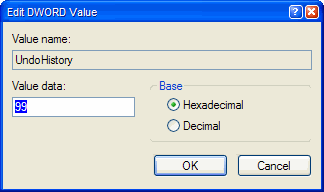 Edit DWORD Value
Value name:
UndoHistory
Value data:
99
Base
Hexadecimal
Decimal
OK
Cancel